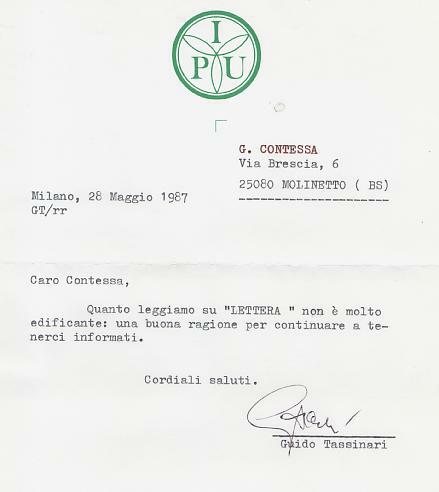 I
P U
G. CONTESSA
Via Brescia, 6
25080 MOLINETTO ( BS)
Milano, 28 Maggio 1987
GT/rr
Caro Contessa,
Quanto leggiamo su "LETTERA " non è molto
edificante: una buona ragione per continuare a te-
nerci informati.
Cordiali saluti.
Guido Tassinari